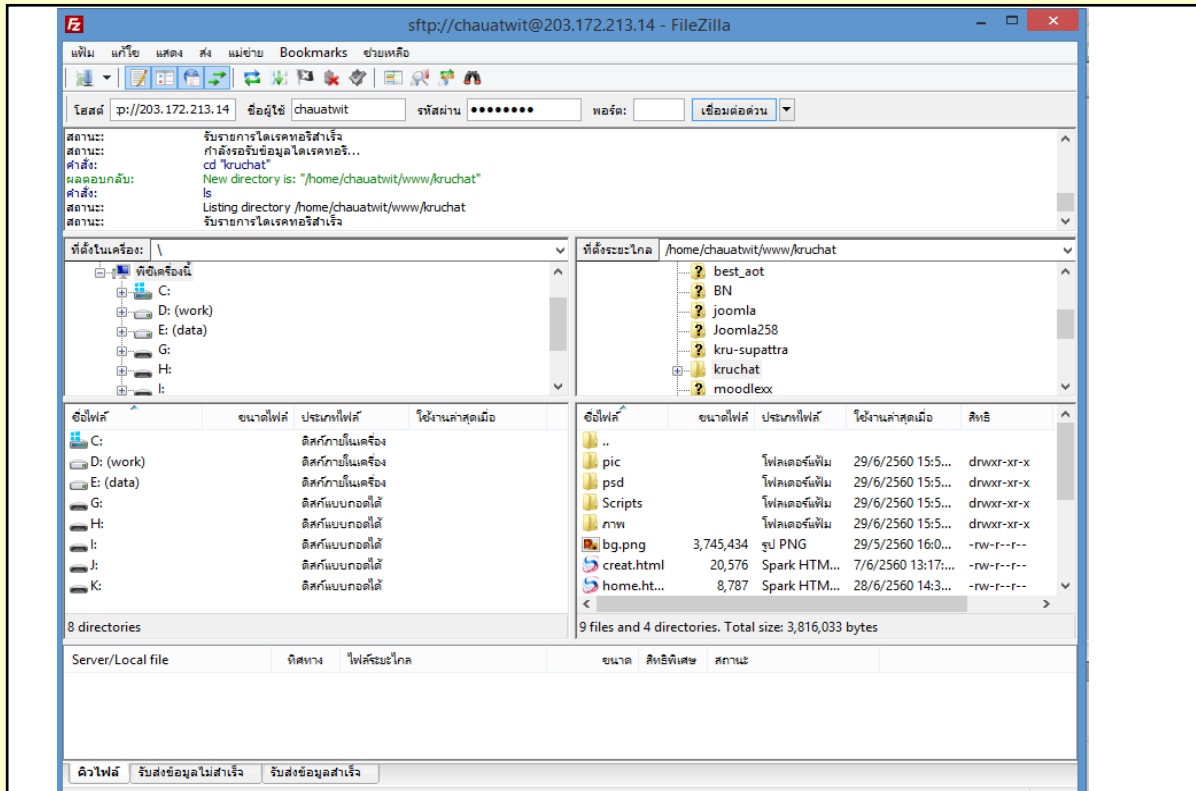 sftp://chauatwit@203.172.213.14 - FileZilla
แฟ้ม แก้ไข แสดง ส่ง แม่ข่าย Bookmarks ช่วยเหลือ
โฮสต์ p://203.172.213.14 ชื่อผู้ใช้ chauatwit รหัสผ่าน •••••••• พอร์ต: เชื่อมต่อด่วน
สถานะ: รับรายการไดเรคทอริสำเร็จ
สถานะ: กำลังรอรับข้อมูลไดเรคทอริ...
คำสั่ง: cd "kruchat"
ผลตอบกลับ: New directory is: "/home/chauatwit/www/kruchat"
คำสั่ง: ls
สถานะ: Listing directory /home/chauatwit/www/kruchat
สถานะ: รับรายการไดเรคทอริสำเร็จ
ที่ตั้งในเครื่อง: \
พีซีเครื่องนี้
C:
D: (work)
E: (data)
G:
H:
I:
ที่ตั้งระยะไกล /home/chauatwit/www/kruchat
best_aot
BN
joomla
Joomla258
kru-supattra
kruchat
moodlexx
ชื่อไฟล์ ขนาดไฟล์ ประเภทไฟล์ ใช้งานล่าสุดเมื่อ
C: ดิสก์ภายในเครื่อง
D: (work) ดิสก์ภายในเครื่อง
E: (data) ดิสก์ภายในเครื่อง
G: ดิสก์แบบถอดได้
H: ดิสก์แบบถอดได้
I: ดิสก์แบบถอดได้
J: ดิสก์แบบถอดได้
K: ดิสก์แบบถอดได้
8 directories
ชื่อไฟล์ ขนาดไฟล์ ประเภทไฟล์ ใช้งานล่าสุดเมื่อ สิทธิ
..
pic โฟลเดอร์แฟ้ม 29/6/2560 15:5... drwxr-xr-x
psd โฟลเดอร์แฟ้ม 29/6/2560 15:5... drwxr-xr-x
Scripts โฟลเดอร์แฟ้ม 29/6/2560 15:5... drwxr-xr-x
ภาพ โฟลเดอร์แฟ้ม 29/6/2560 15:5... drwxr-xr-x
bg.png 3,745,434 รูป PNG 29/5/2560 16:0... -rw-r--r--
creat.html 20,576 Spark HTM... 7/6/2560 13:17:... -rw-r--r--
home.ht... 8,787 Spark HTM... 28/6/2560 14:3... -rw-r--r--
9 files and 4 directories. Total size: 3,816,033 bytes
Server/Local file ทิศทาง ไฟล์ระยะไกล ขนาด สิทธิพิเศษ สถานะ
คิวไฟล์ รับส่งข้อมูลไม่สำเร็จ รับส่งข้อมูลสำเร็จ